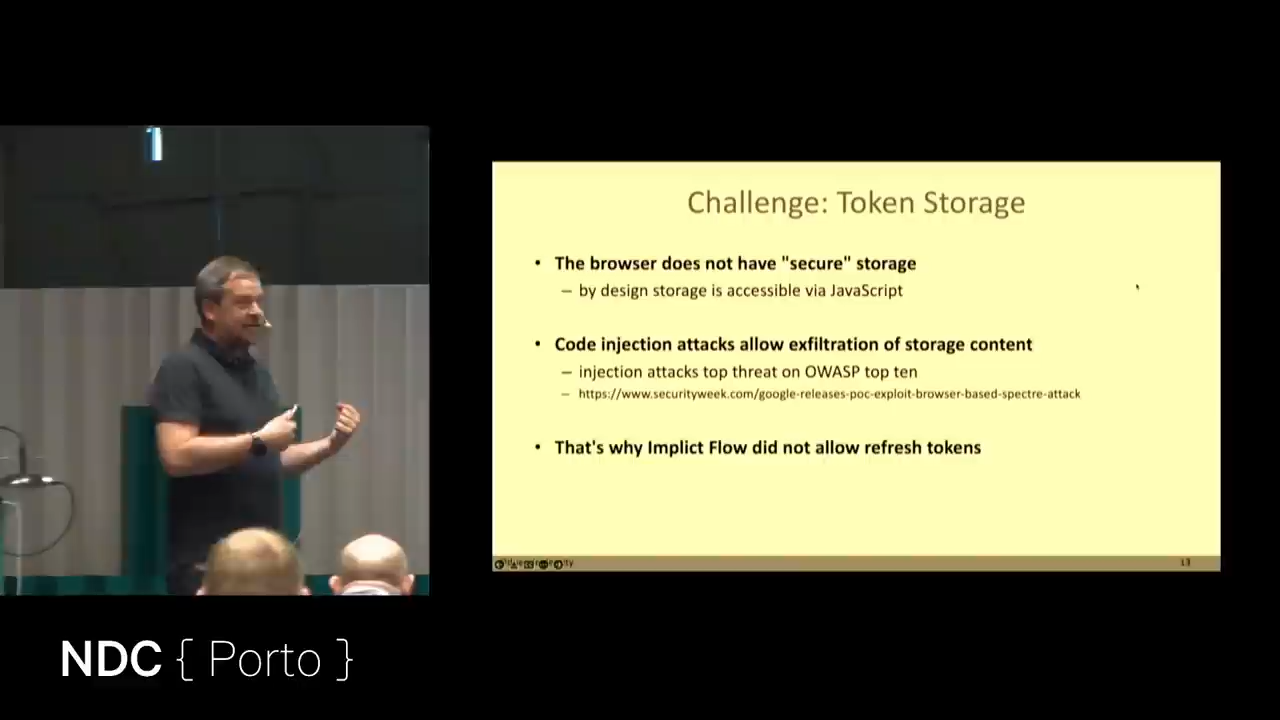 Challenge: Token Storage
• The browser does not have "secure" storage
– by design storage is accessible via JavaScript
• Code injection attacks allow exfiltration of storage content
– injection attacks top threat on OWASP top ten
– https://www.securityweek.com/google-releases-poc-exploit-browser-based-spectre-attack
• That's why Implict Flow did not allow refresh tokens
13
NDC { Porto }